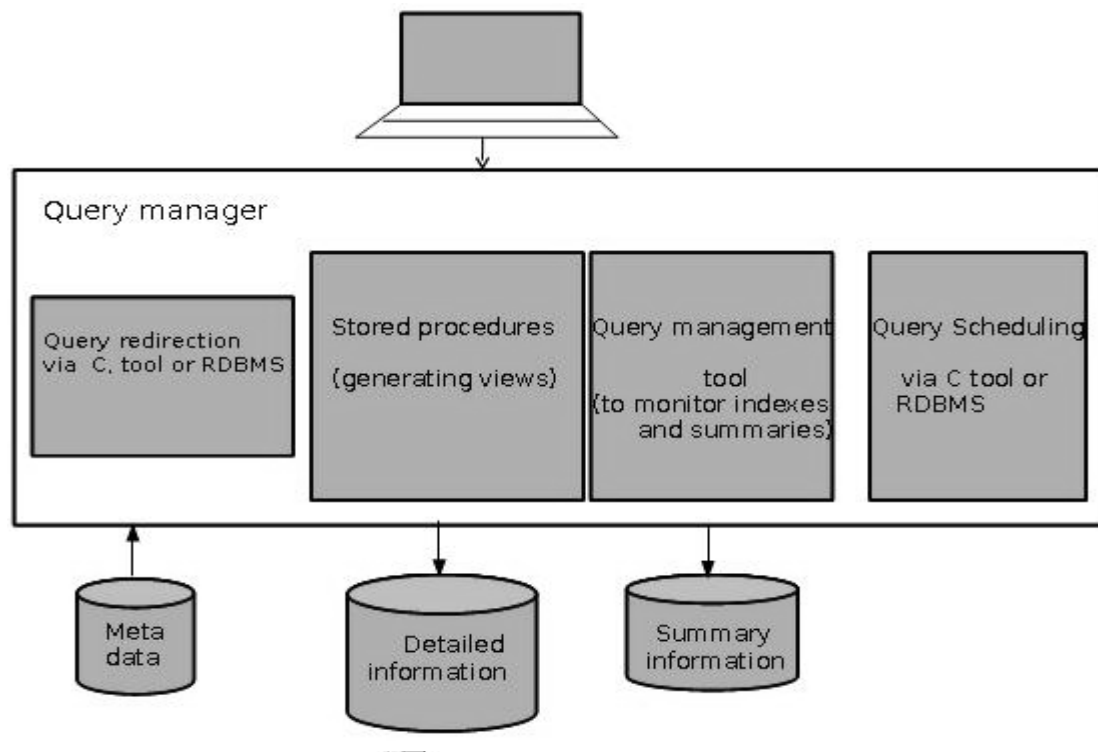 Query manager
Query redirection
via C, tool or RDBMS
Stored procedures
(generating views)
Query management
tool
(to monitor indexes
and summaries)
Query Scheduling
via C tool or
RDBMS
Meta
data
Detailed
information
Summary
information